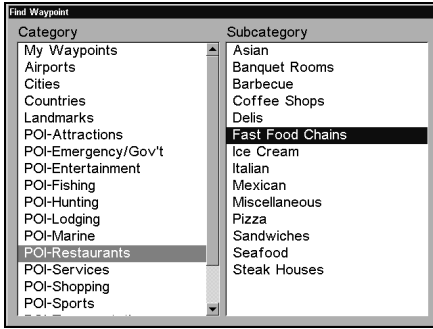 Find Waypoint
Category
My Waypoints
Airports
Cities
Countries
Landmarks
POI-Attractions
POI-Emergency/Gov't
POI-Entertainment
POI-Fishing
POI-Hunting
POI-Lodging
POI-Marine
POI-Restaurants
POI-Services
POI-Shopping
POI-Sports
Subcategory
Asian
Banquet Rooms
Barbecue
Coffee Shops
Delis
Fast Food Chains
Ice Cream
Italian
Mexican
Miscellaneous
Pizza
Sandwiches
Seafood
Steak Houses